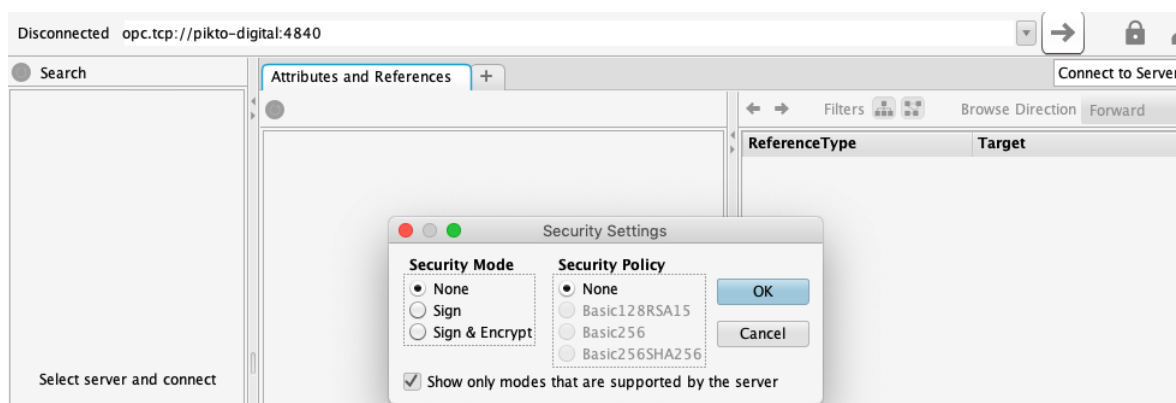 Disconnected opc.tcp://pikto-digital:4840
Search
Attributes and References +
Connect to Server
Filters
Browse Direction Forward
ReferenceType Target
Security Settings
Security Mode Security Policy
None None OK
Sign Basic128RSA15
Sign & Encrypt Basic256 Cancel
Basic256SHA256
Select server and connect
Show only modes that are supported by the server